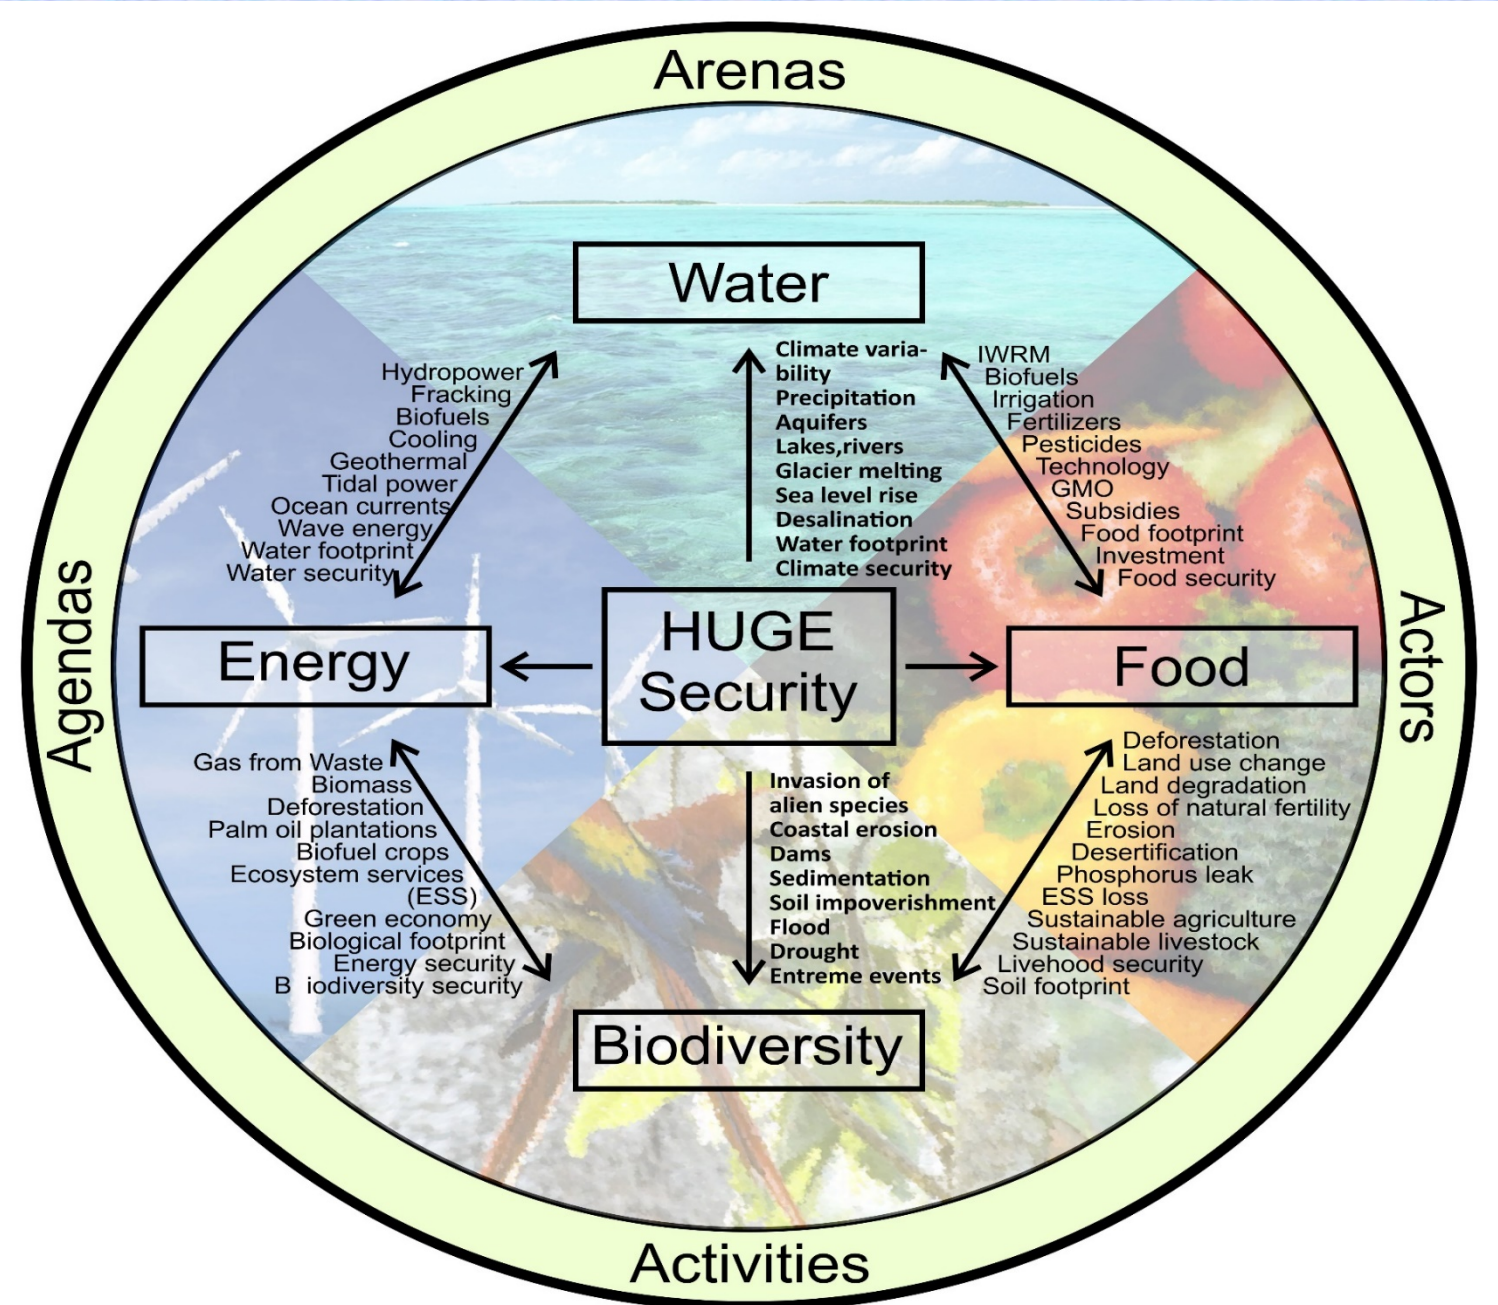 Arenas
Water
Hydropower
Fracking
Biofuels
Cooling
Geothermal
Tidal power
Ocean currents
Wave energy
Water footprint
Water security
Climate varia-
bility
Precipitation
Aquifers
Lakes,rivers
Glacier melting
Sea level rise
Desalination
Water footprint
Climate security
IWRM
Biofuels
Irrigation
Fertilizers
Pesticides
Technology
GMO
Subsidies
Food footprint
Investment
Food security
Agendas
Energy
HUGE
Security
Food
Actors
Gas from Waste
Biomass
Deforestation
Palm oil plantations
Biofuel crops
Ecosystem services
(ESS)
Green economy
Biological footprint
Energy security
B iodiversity security
Invasion of
alien species
Coastal erosion
Dams
Sedimentation
Soil impoverishment
Flood
Drought
Entreme events
Deforestation
Land use change
Land degradation
Loss of natural fertility
Erosion
Desertification
Phosphorus leak
ESS loss
Sustainable agriculture
Sustainable livestock
Livehood security
Soil footprint
Biodiversity
Activities